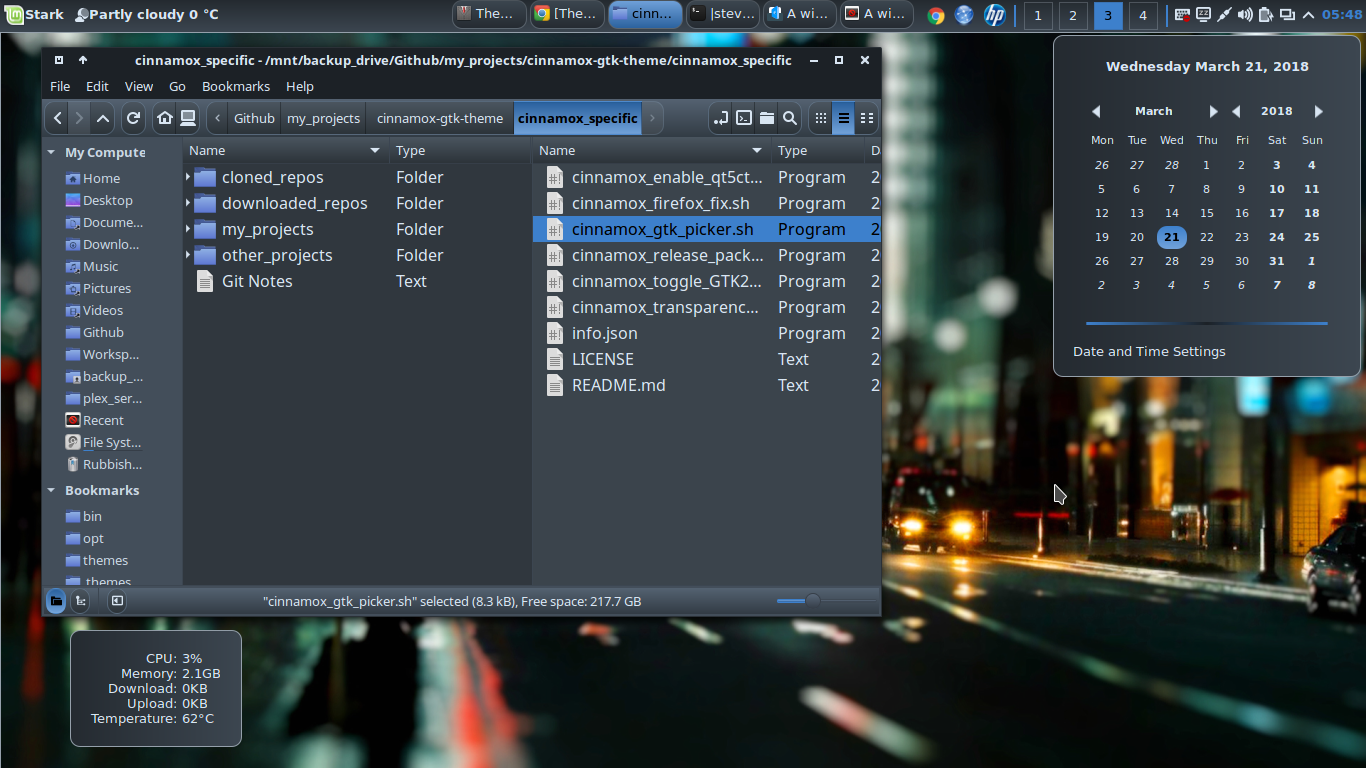 Stark
Partly cloudy 0 °C
The...
[The...
cinn...
|stev...
A wi...
A wi...
hp
1 2 3 4
05:48
cinnamox_specific - /mnt/backup_drive/Github/my_projects/cinnamox-gtk-theme/cinnamox_specific
File Edit View Go Bookmarks Help
Github my_projects cinnamox-gtk-theme cinnamox_specific
My Compute
Home
Desktop
Docume...
Downlo...
Music
Pictures
Videos
Github
Worksp...
backup_...
plex_ser...
Recent
File Syst...
Rubbish...
Bookmarks
bin
opt
themes
.themes
Name Type
cloned_repos Folder
downloaded_repos Folder
my_projects Folder
other_projects Folder
Git Notes Text
Name Type D
cinnamox_enable_qt5ct... Program 2
cinnamox_firefox_fix.sh Program 2
cinnamox_gtk_picker.sh Program 2
cinnamox_release_pack... Program 2
cinnamox_toggle_GTK2... Program 2
cinnamox_transparenc... Program 2
info.json Program 2
LICENSE Text 2
README.md Text 2
"cinnamox_gtk_picker.sh" selected (8.3 kB), Free space: 217.7 GB
Wednesday March 21, 2018
March 2018
Mon Tue Wed Thu Fri Sat Sun
26 27 28 1 2 3 4
5 6 7 8 9 10 11
12 13 14 15 16 17 18
19 20 21 22 23 24 25
26 27 28 29 30 31 1
2 3 4 5 6 7 8
Date and Time Settings
CPU: 3%
Memory: 2.1GB
Download: 0KB
Upload: 0KB
Temperature: 62°C